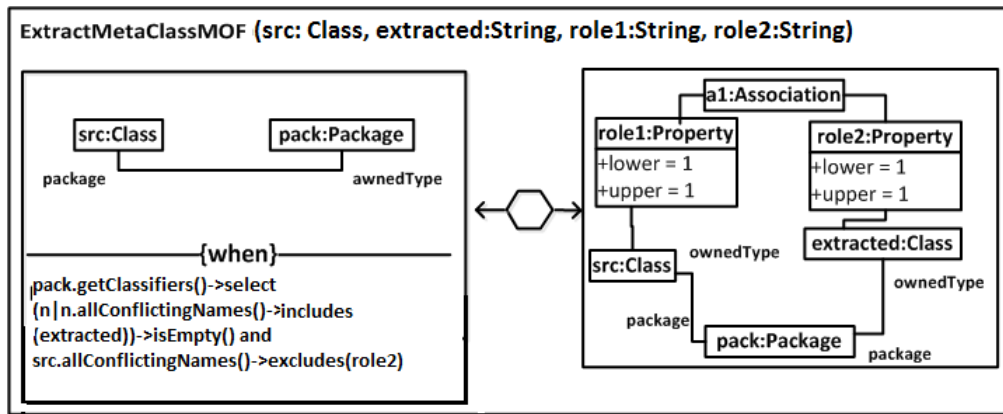 ExtractMetaClassMOF (src: Class, extracted:String, role1:String, role2:String)
src:Class
pack:Package
package
awnedType
{when}
pack.getClassifiers()->select
(n|n.allConflictingNames()->includes
(extracted))->isEmpty() and
src.allConflictingNames()->excludes(role2)
a1:Association
role1:Property
+lower = 1
+upper = 1
role2:Property
+lower = 1
+upper = 1
src:Class
ownedType
extracted:Class
ownedType
package
pack:Package
package